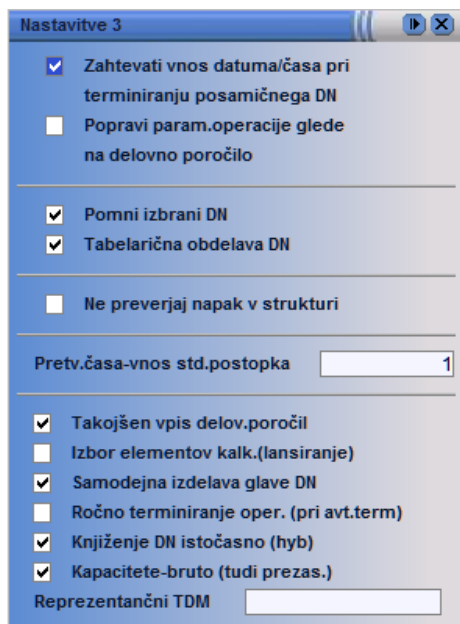 Nastavitve 3
Zahtevati vnos datuma/časa pri
terminiranju posamičnega DN
Popravi param.operacije glede
na delovno poročilo
Pomni izbrani DN
Tabelarična obdelava DN
Ne preverjaj napak v strukturi
Pretv.časa-vnos std.postopka 1
Takojšen vpis delov.poročil
Izbor elementov kalk.(lansiranje)
Samodejna izdelava glave DN
Ročno terminiranje oper. (pri avt.term)
Knjiženje DN istočasno (hyb)
Kapacitete-bruto (tudi prezas.)
Reprezentančni TDM